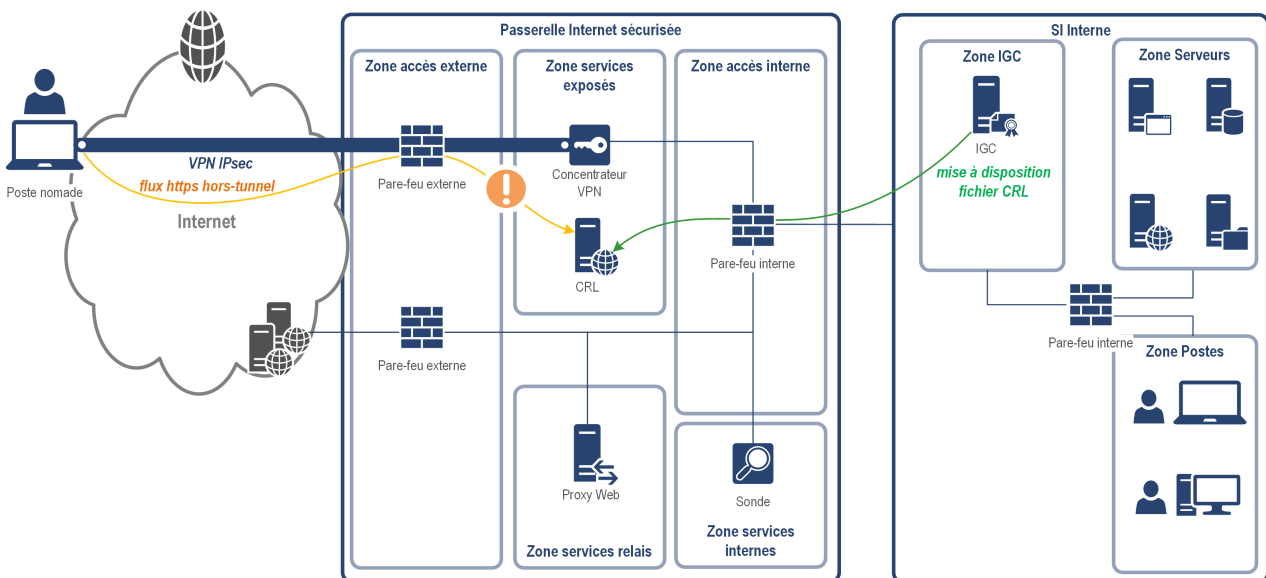 Passerelle Internet sécurisée
SI Interne
Zone accès externe
Zone services
exposés
Zone accès interne
Zone IGC
Zone Serveurs
IGC
VPN IPsec
flux https hors-tunnel
Poste nomade
Pare-feu externe
Concentrateur
VPN
mise à disposition
fichier CRL
Internet
Pare-feu interne
CRL
Pare-feu externe
Pare-feu interne
Zone Postes
Proxy Web
Sonde
Zone services relais
Zone services
internes